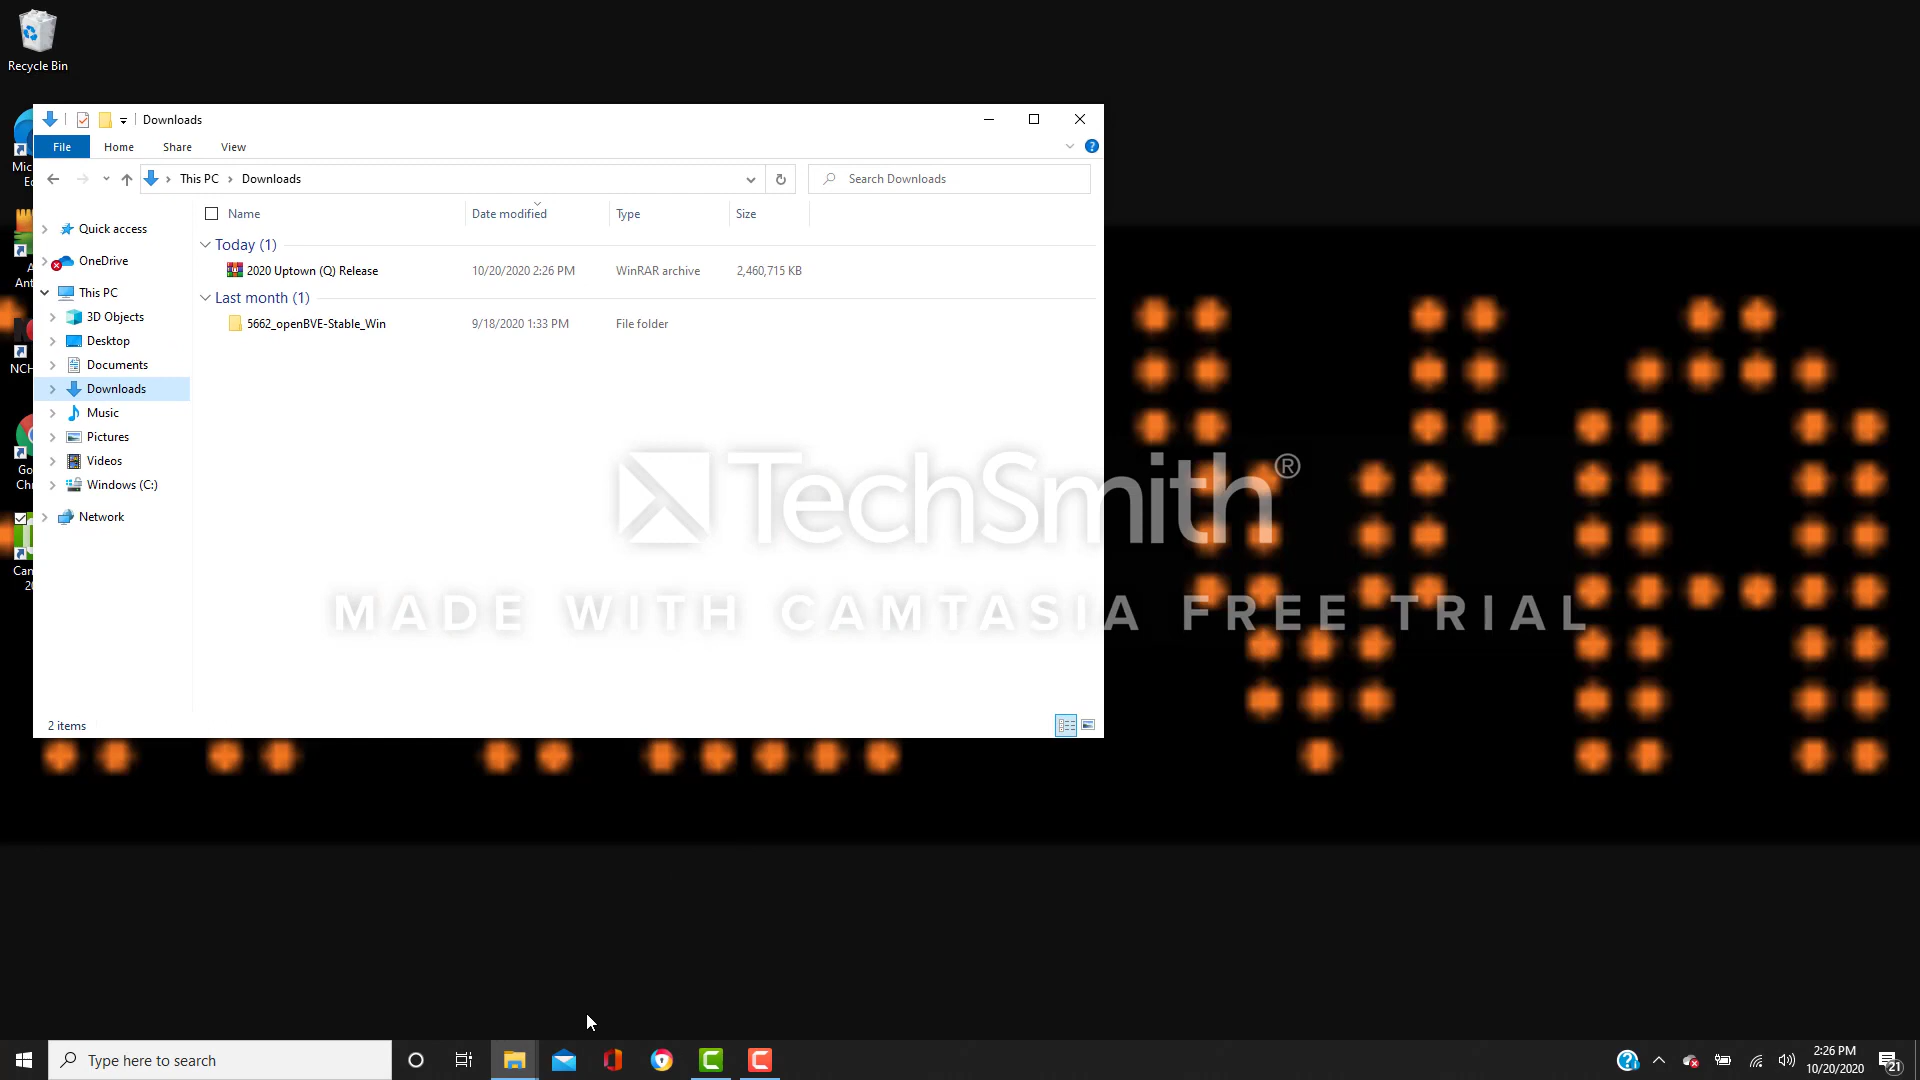 Recycle Bin
Downloads
File Home Share View
This PC Downloads
Search Downloads
Name Date modified Type Size
Quick access
OneDrive
This PC
3D Objects
Desktop
Documents
Downloads
Music
Pictures
Videos
Windows (C:)
Network
Today (1)
2020 Uptown (Q) Release 10/20/2020 2:26 PM WinRAR archive 2,460,715 KB
Last month (1)
5662_openBVE-Stable_Win 9/18/2020 1:33 PM File folder
2 items
TechSmith®
MADE WITH CAMTASIA FREE TRIAL
Type here to search
2:26 PM
10/20/2020
21